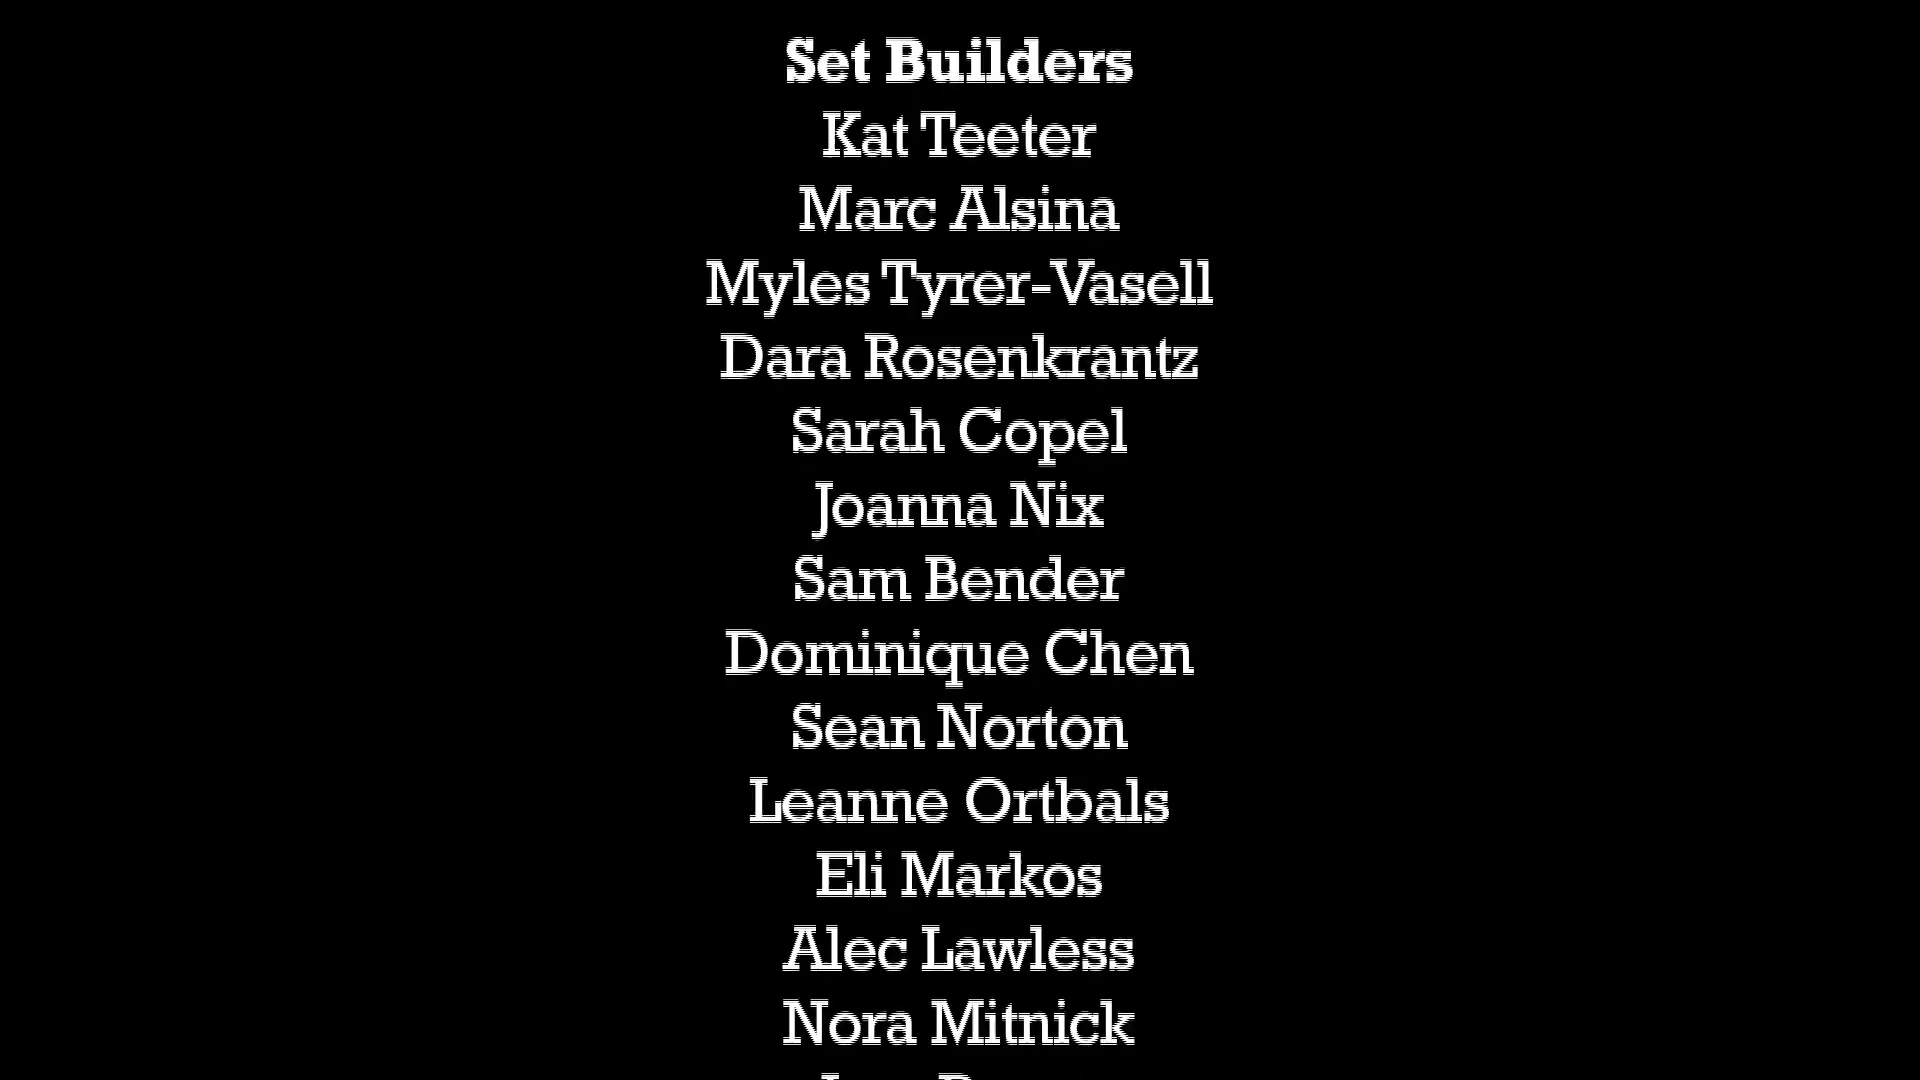 Set Builders
Kat Teeter
Marc Alsina
Myles Tyrer-Vasell
Dara Rosenkrantz
Sarah Copel
Joanna Nix
Sam Bender
Dominique Chen
Sean Norton
Leanne Ortbals
Eli Markos
Alec Lawless
Nora Mitnick